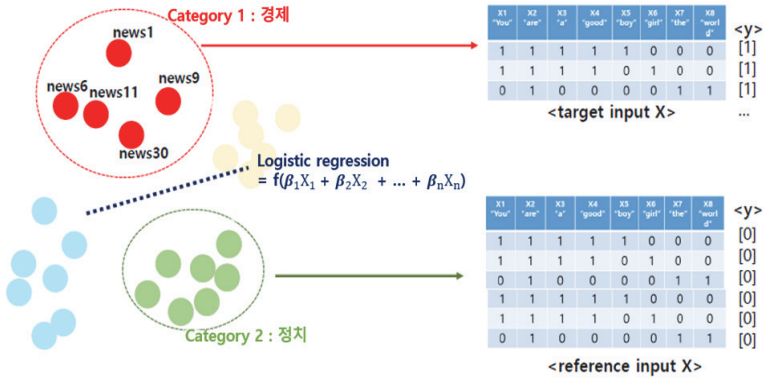 Category 1 : 경제
news1
news6
news11
news9
news30
X1 X2 X3 X4 X5 X6 X7 X8
"You" "are" "a" "good" "boy" "girl" "the" "worl
d"
<y>
1 1 1 1 1 0 0 0 [1]
1 1 1 1 0 1 0 0 [1]
0 1 0 0 0 0 1 1 [1]
<target input X> ...
Logistic regression
= f(β1X1 + β2X2 + ... + βnXn)
X1 X2 X3 X4 X5 X6 X7 X8
"You" "are" "a" "good" "boy" "girl" "the" "worl
d"
<y>
1 1 1 1 1 0 0 0 [0]
1 1 1 1 0 1 0 0 [0]
0 1 0 0 0 0 1 1 [0]
1 1 1 1 1 0 0 0 [0]
1 1 1 1 0 1 0 0 [0]
0 1 0 0 0 0 1 1 [0]
Category 2 : 정치
<reference input X>